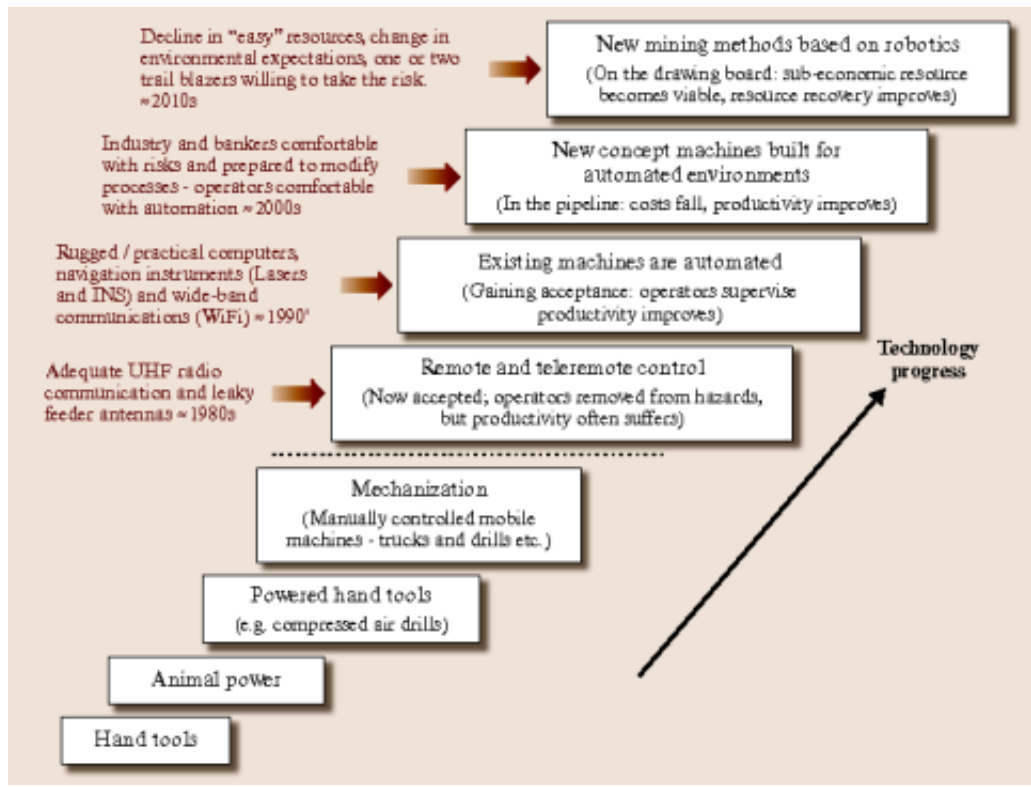 Decline in “easy” resources, change in
environmental expectations, one or two
trail blazers willing to take the risk.
≈2010s
New mining methods based on robotics
(On the drawing board: sub-economic resource
becomes viable, resource recovery improves)
Industry and bankers comfortable
with risks and prepared to modify
processes - operators comfortable
with automation ≈2000s
New concept machines built for
automated environments
(In the pipeline: costs fall, productivity improves)
Rugged / practical computers,
navigation instruments (Lasers
and INS) and wide-band
communications (WiFi) ≈1990'
Existing machines are automated
(Gaining acceptance: operators supervise
productivity improves)
Adequate UHF radio
communication and leaky
feeder antennas ≈1980s
Remote and teleremote control
(Now accepted; operators removed from hazards,
but productivity often suffers)
Technology
progress
Mechanization
(Manually controlled mobile
machines - trucks and drills etc.)
Powered hand tools
(e.g. compressed air drills)
Animal power
Hand tools